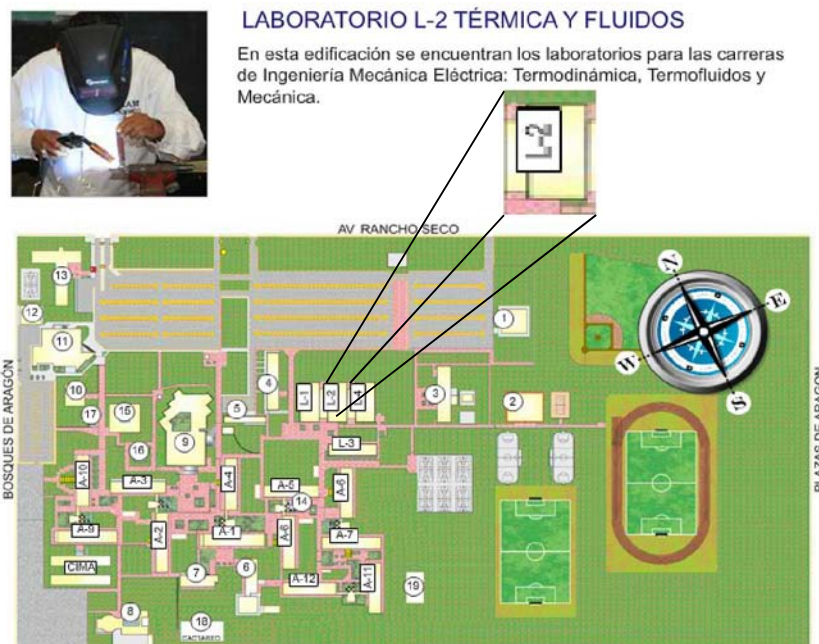 LABORATORIO L-2 TÉRMICA Y FLUIDOS
En esta edificación se encuentran los laboratorios para las carreras
de Ingeniería Mecánica Eléctrica: Termodinámica, Termofluidos y
Mecánica.
L-2
AV RANCHO SECO
BOSQUES DE ARAGÓN
PLAZAS DE ARAGON
N
E
W
13
12
11
10
17
15
16
9
5
4
L-1
L-2
L-4
L-3
3
1
2
A-10
A-3
A-4
A-5
14
A-6
A-9
A-2
A-1
A-6
A-7
CIMA
7
6
A-12
A-11
8
18
CACTARIO
19